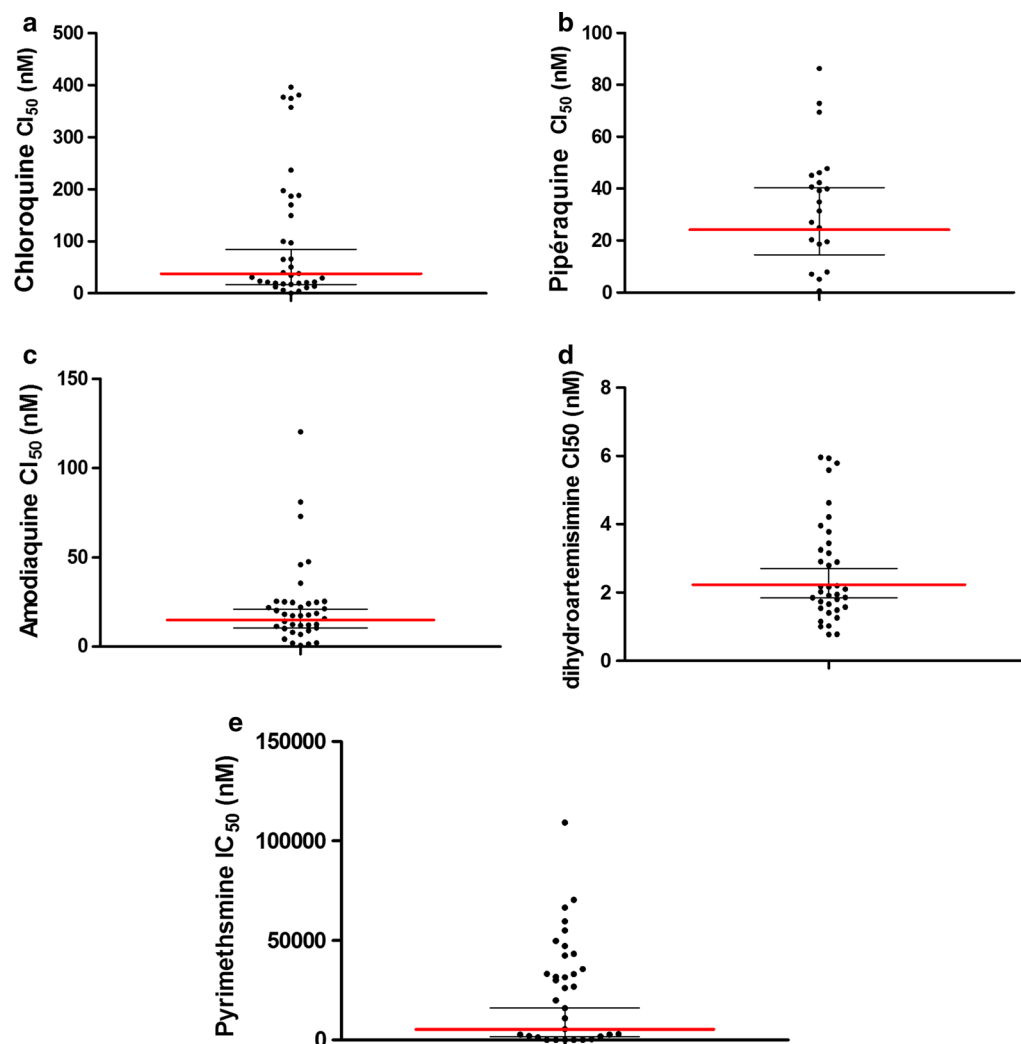 a
Chloroquine CI50 (nM)
500
400
300
200
100
0
b
Pipéraquine CI50 (nM)
100
80
60
40
20
0
c
Amodiaquine CI50 (nM)
150
100
50
0
d
dihydroartemisimine CI50 (nM)
8
6
4
2
0
e
Pyrimethsmine IC50 (nM)
150000
100000
50000
0